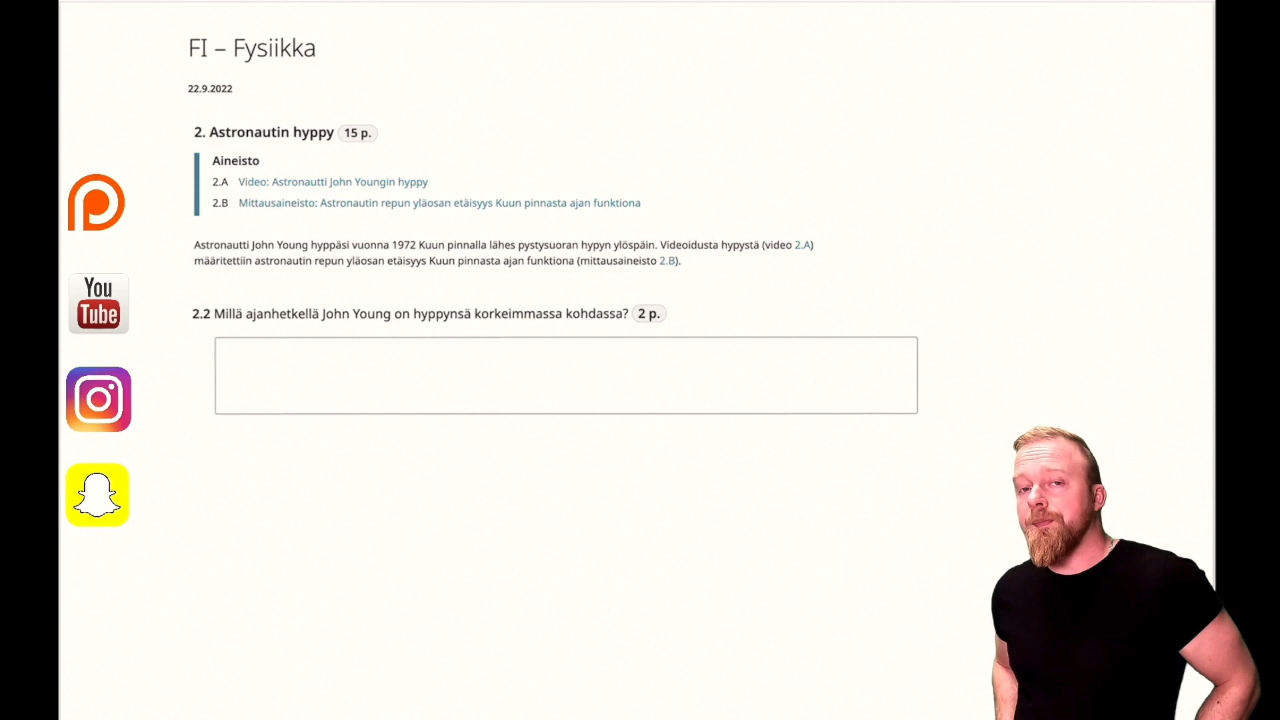 FI – Fysiikka
22.9.2022
2. Astronautin hyppy 15 p.
Aineisto
2.A Video: Astronautti John Youngin hyppy
2.B Mittausaineisto: Astronautin repun yläosan etäisyys Kuun pinnasta ajan funktiona
Astronautti John Young hyppäsi vuonna 1972 Kuun pinnalla lähes pystysuoran hypyn ylöspäin. Videoidusta hypystä (video 2.A)
määritettiin astronautin repun yläosan etäisyys Kuun pinnasta ajan funktiona (mittausaineisto 2.B).
2.2 Millä ajanhetkellä John Young on hyppynsä korkeimmassa kohdassa? 2 p.
You
Tube